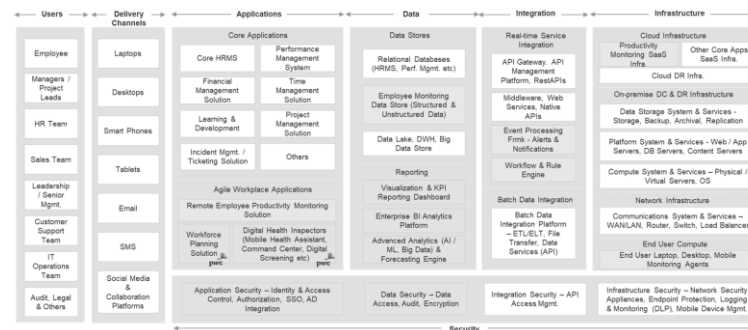 Users
Delivery
Channels
Applications
Data
Integration
Infrastructure
Employee
Managers /
Project
Leads
HR Team
Sales Team
Leadership
/ Senior
Mgmt.
Customer
Support
Team
IT
Operations
Team
Audit, Legal
& Others
Laptops
Desktops
Smart Phones
Tablets
Email
SMS
Social Media
&
Collaboration
Platforms
Core Applications
Core HRMS
Performance
Management
System
Financial
Management
Solution
Time
Management
Solution
Learning &
Development
Project
Management
Solution
Incident Mgmt. /
Ticketing Solution
Others
Agile Workplace Applications
Remote Employee Productivity Monitoring
Solution
Workforce
Planning
Solution
pwc
Digital Health Inspectors
(Mobile Health Assistant,
Command Center, Digital
Screening etc)
pwc
Application Security – Identity & Access
Control, Authorization, SSO, AD
Integration
Data Stores
Relational Databases
(HRMS, Perf. Mgmt. etc)
Employee Monitoring
Data Store (Structured &
Unstructured Data)
Data Lake, DWH, Big
Data Store
Reporting
Visualization & KPI
Reporting Dashboard
Enterprise BI Analytics
Platform
Advanced Analytics (AI /
ML, Big Data) &
Forecasting Engine
Data Security – Data
Access, Audit, Encryption
Real-time Service
Integration
API Gateway. API
Management
Platform, RestAPIs
Middleware, Web
Services, Native
APIs
Event Processing
Frmk - Alerts &
Notifications
Workflow & Rule
Engine
Batch Data Integration
Batch Data
Integration Platform
– ETL/ELT, File
Transfer, Data
Services (API)
Integration Security – API
Access Mgmt.
Cloud Infrastructure
Productivity
Monitoring SaaS
Infra.
Other Core Apps
SaaS Infra.
Cloud DR Infra.
On-premise DC & DR Infrastructure
Data Storage System & Services -
Storage, Backup, Archival, Replication
Platform System & Services - Web / App
Servers, DB Servers, Content Servers
Compute System & Services – Physical /
Virtual Servers, OS
Network Infrastructure
Communications System & Services –
WAN/LAN, Router, Switch, Load Balancer
End User Compute
End User Laptop, Desktop, Mobile
Monitoring Agents
Infrastructure Security – Network Security
Appliances, Endpoint Protection, Logging
& Monitoring (DLP), Mobile Device Mgmt.
Security